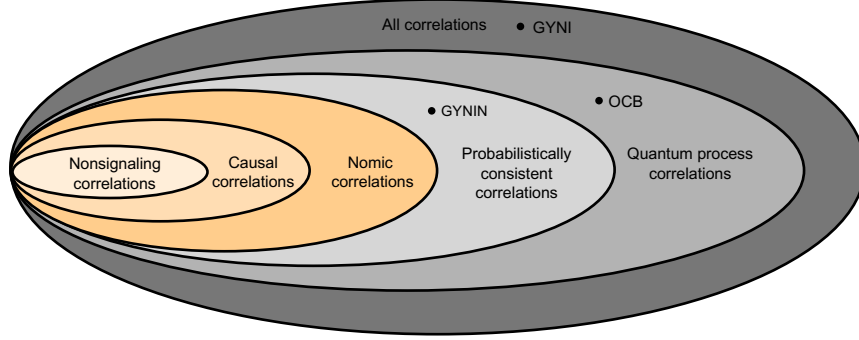 All correlations
GYNI
OCB
GYNIN
Nonsignaling
correlations
Causal
correlations
Nomic
correlations
Probabilistically
consistent
correlations
Quantum process
correlations